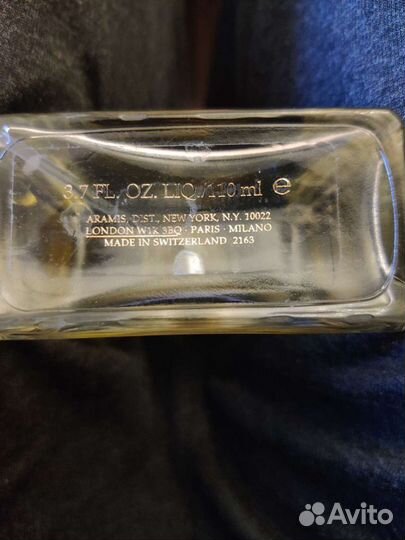 3.7 FL. OZ. LIQ./110 ml ℮
ARAMIS, DIST. NEW YORK, N.Y. 10022
LONDON W1X 3BQ · PARIS · MILANO
MADE IN SWITZERLAND 2163
Avito